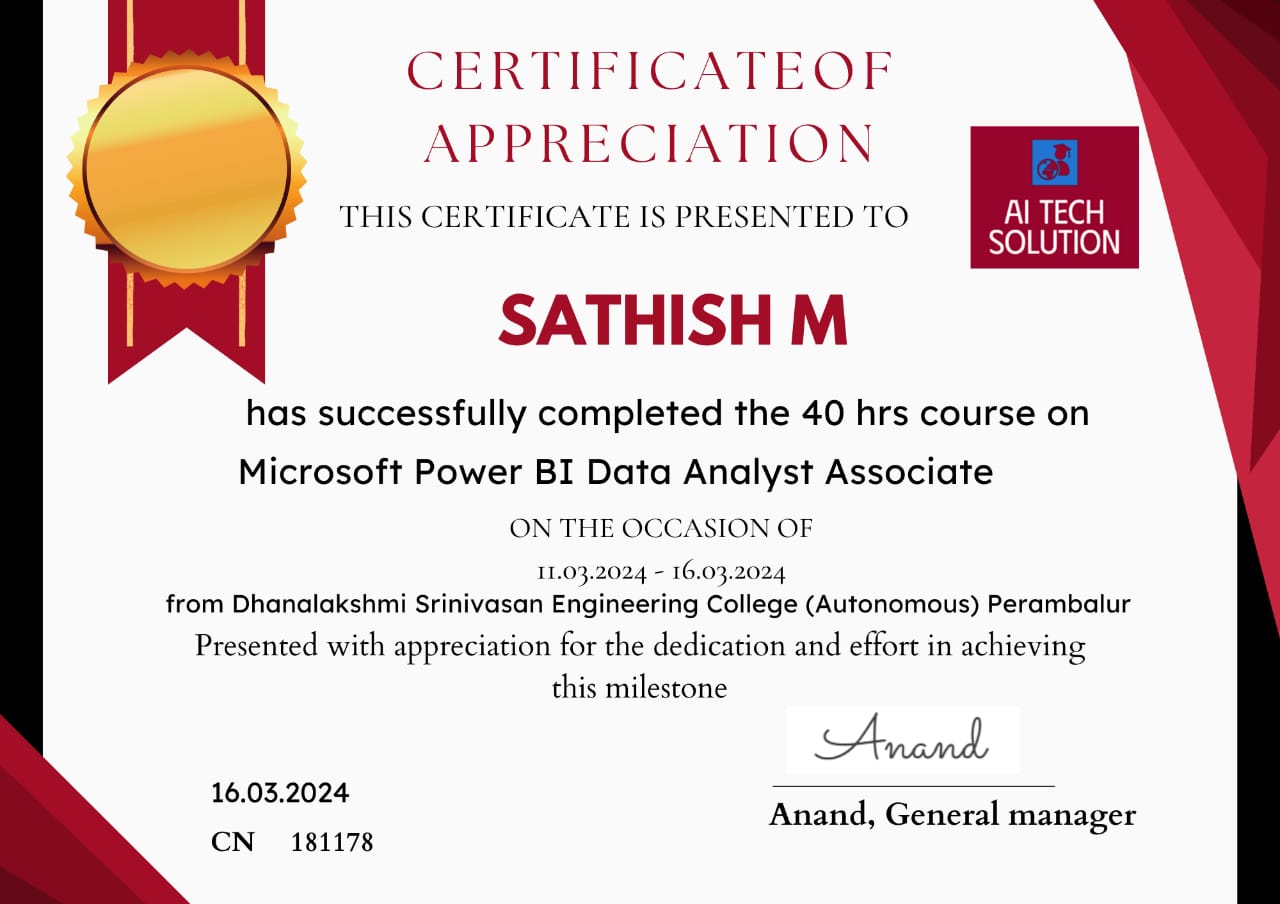 CERTIFICATEOF
APPRECIATION
THIS CERTIFICATE IS PRESENTED TO
AI TECH
SOLUTION
SATHISH M
has successfully completed the 40 hrs course on
Microsoft Power BI Data Analyst Associate
ON THE OCCASION OF
11.03.2024 - 16.03.2024
from Dhanalakshmi Srinivasan Engineering College (Autonomous) Perambalur
Presented with appreciation for the dedication and effort in achieving
this milestone
Anand
Anand, General manager
16.03.2024
CN 181178